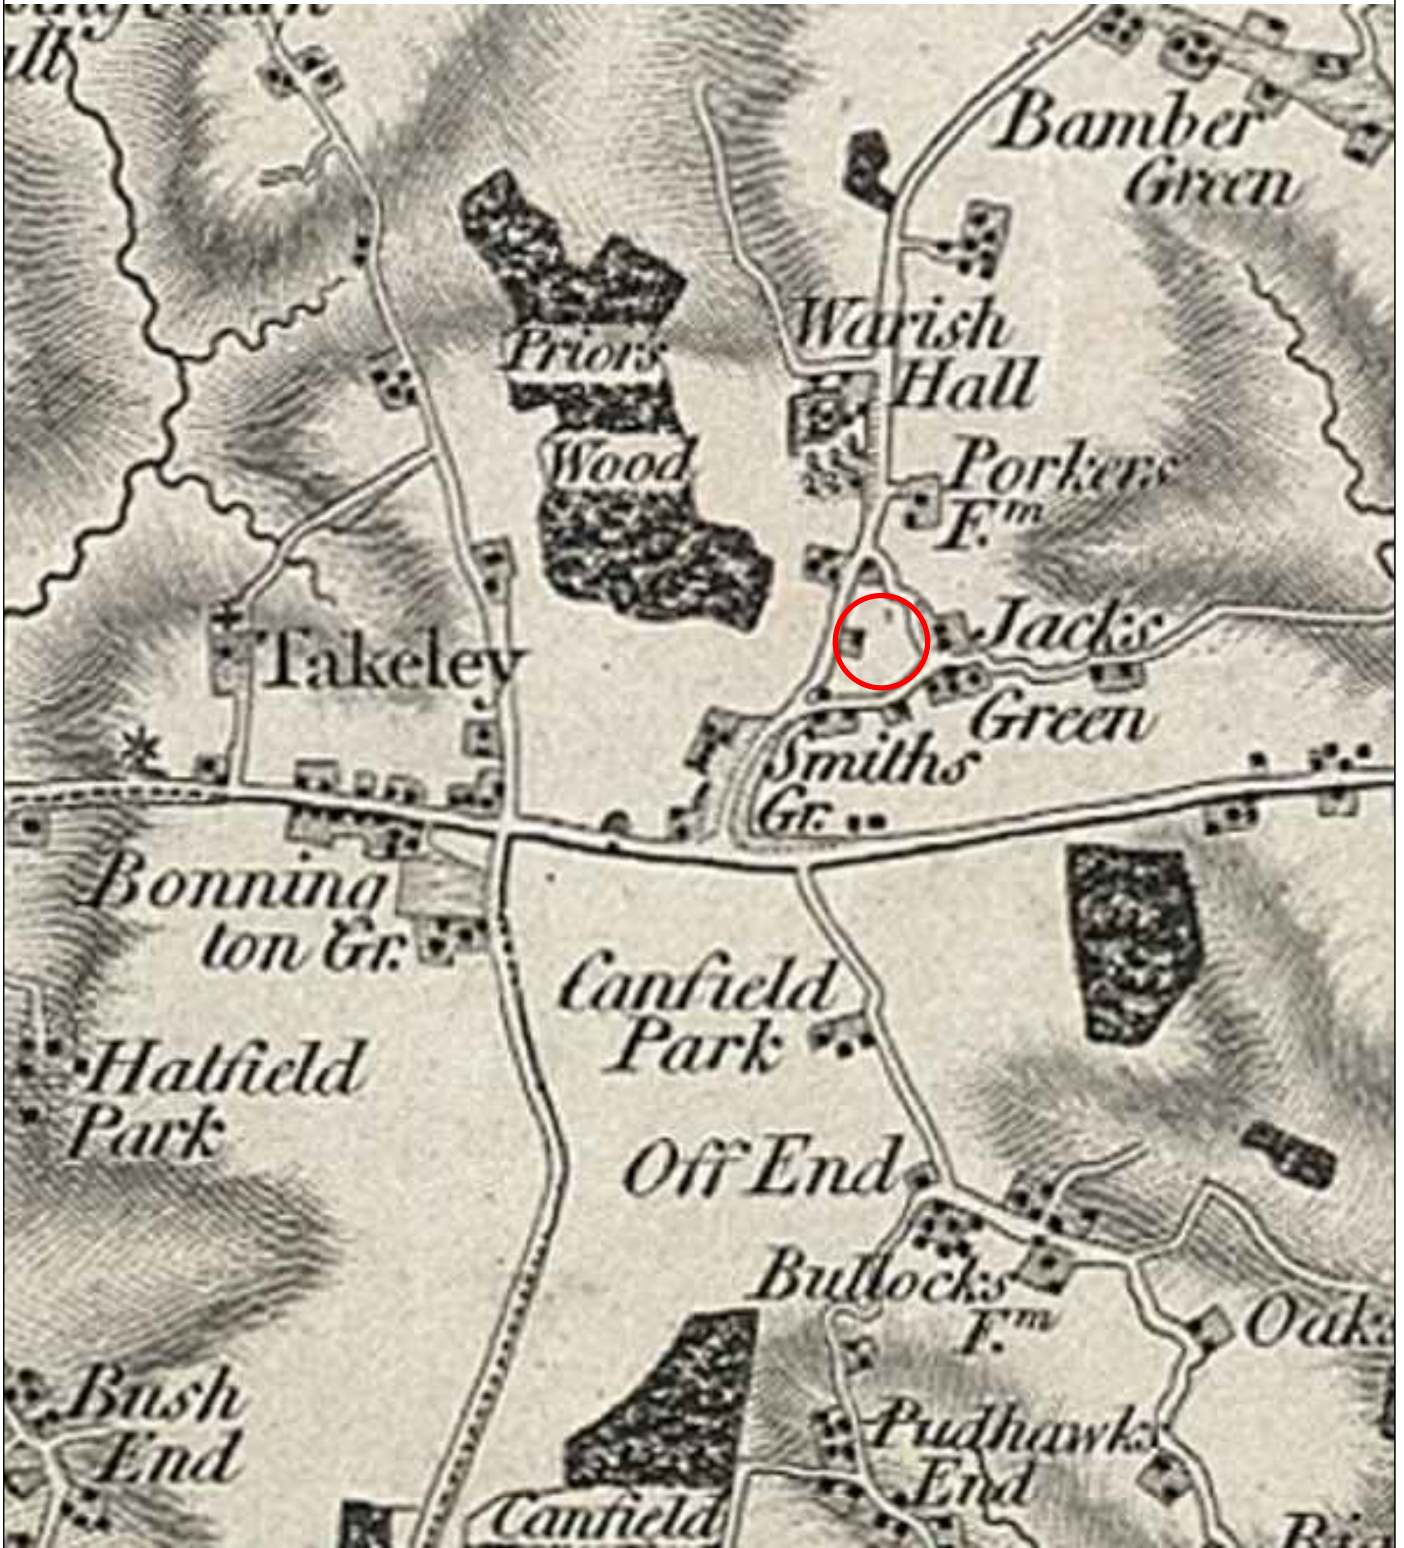 Bamber
Green
Warish
Hall
Priors
Wood
Porkers
F.m
Jacks
Green
Takeley
Smiths
Gr.
Bonning
ton Gr.
Canfield
Park
Hatfield
Park
Off End
Bullocks
F.m
Oaks
Bush
End
Pudhawks
End
Canfield